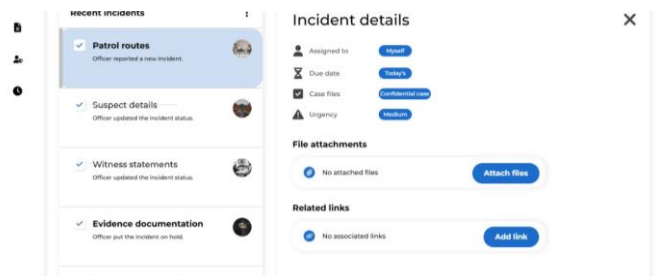 Recent incidents
Patrol routes
Officer reported a new incident.
Suspect details
Officer updated the incident status.
Witness statements
Officer updated the incident status.
Evidence documentation
Officer put the incident on hold.
Incident details
Assigned to Myself
Due date Today's
Case files Confidential case
Urgency Medium
File attachments
No attached files Attach files
Related links
No associated links Add link